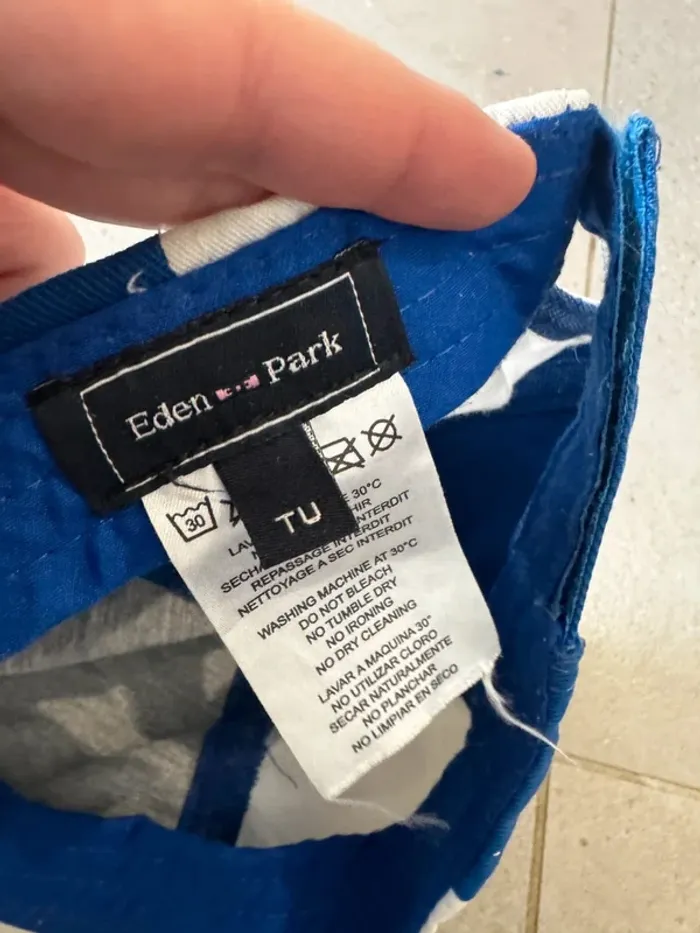 Eden Park
TU
30
30°C
INTERDIT
REPASSAGE INTERDIT
NETTOYAGE A SEC INTERDIT
WASHING MACHINE AT 30°C
DO NOT BLEACH
NO TUMBLE DRY
NO IRONING
NO DRY CLEANING
LAVAR A MAQUINA 30°
NO UTILIZAR CLORO
SECAR NATURALMENTE
NO PLANCHAR
NO LIMPIAR EN SECO